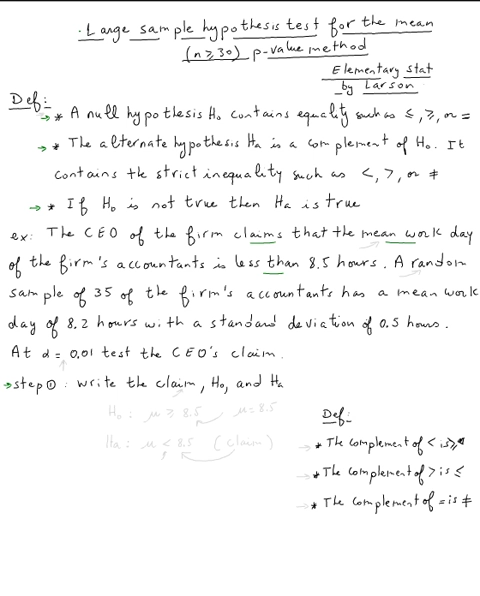 . Large sample hypothesis test for the mean
(n ≥ 30) p-value method
Elementary stat
by Larson
Def:
* A null hypothesis H₀ contains equality such as ≤, ≥, or =
* The alternate hypothesis Ha is a complement of H₀. It
contains the strict inequality such as <, >, or ≠
* If H₀ is not true then Ha is true
ex: The CEO of the firm claims that the mean work day
of the firm's accountants is less than 8.5 hours. A random
sample of 35 of the firm's accountants has a mean work
day of 8.2 hours with a standard deviation of 0.5 hours.
At α = 0.01 test the CEO's claim.
step ①: write the claim, H₀, and Ha
H₀: μ ≥ 8.5 μ = 8.5
Ha: μ < 8.5 (claim)
Def:
* The complement of < is ≥
* The complement of > is ≤
* The complement of = is ≠